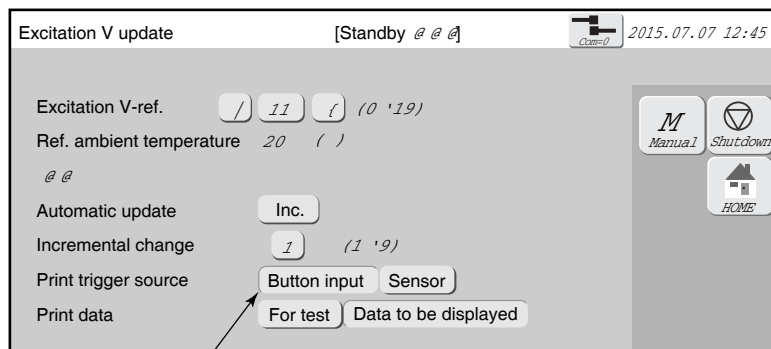 Excitation V update [Standby @ @ @] Com=0 2015.07.07 12:45
Excitation V-ref. / 11 { (0 '19)
Ref. ambient temperature 20 ( )
@ @
Automatic update Inc.
Incremental change 1 (1 '9)
Print trigger source Button input Sensor
Print data For test Data to be displayed
M
Manual Shutdown
HOME